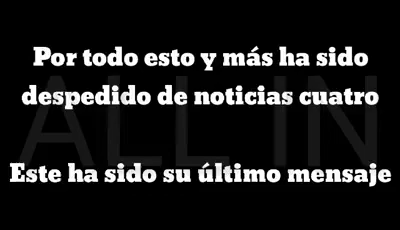 Por todo esto y más ha sido
despedido de noticias cuatro
ALL IN
Este ha sido su último mensaje